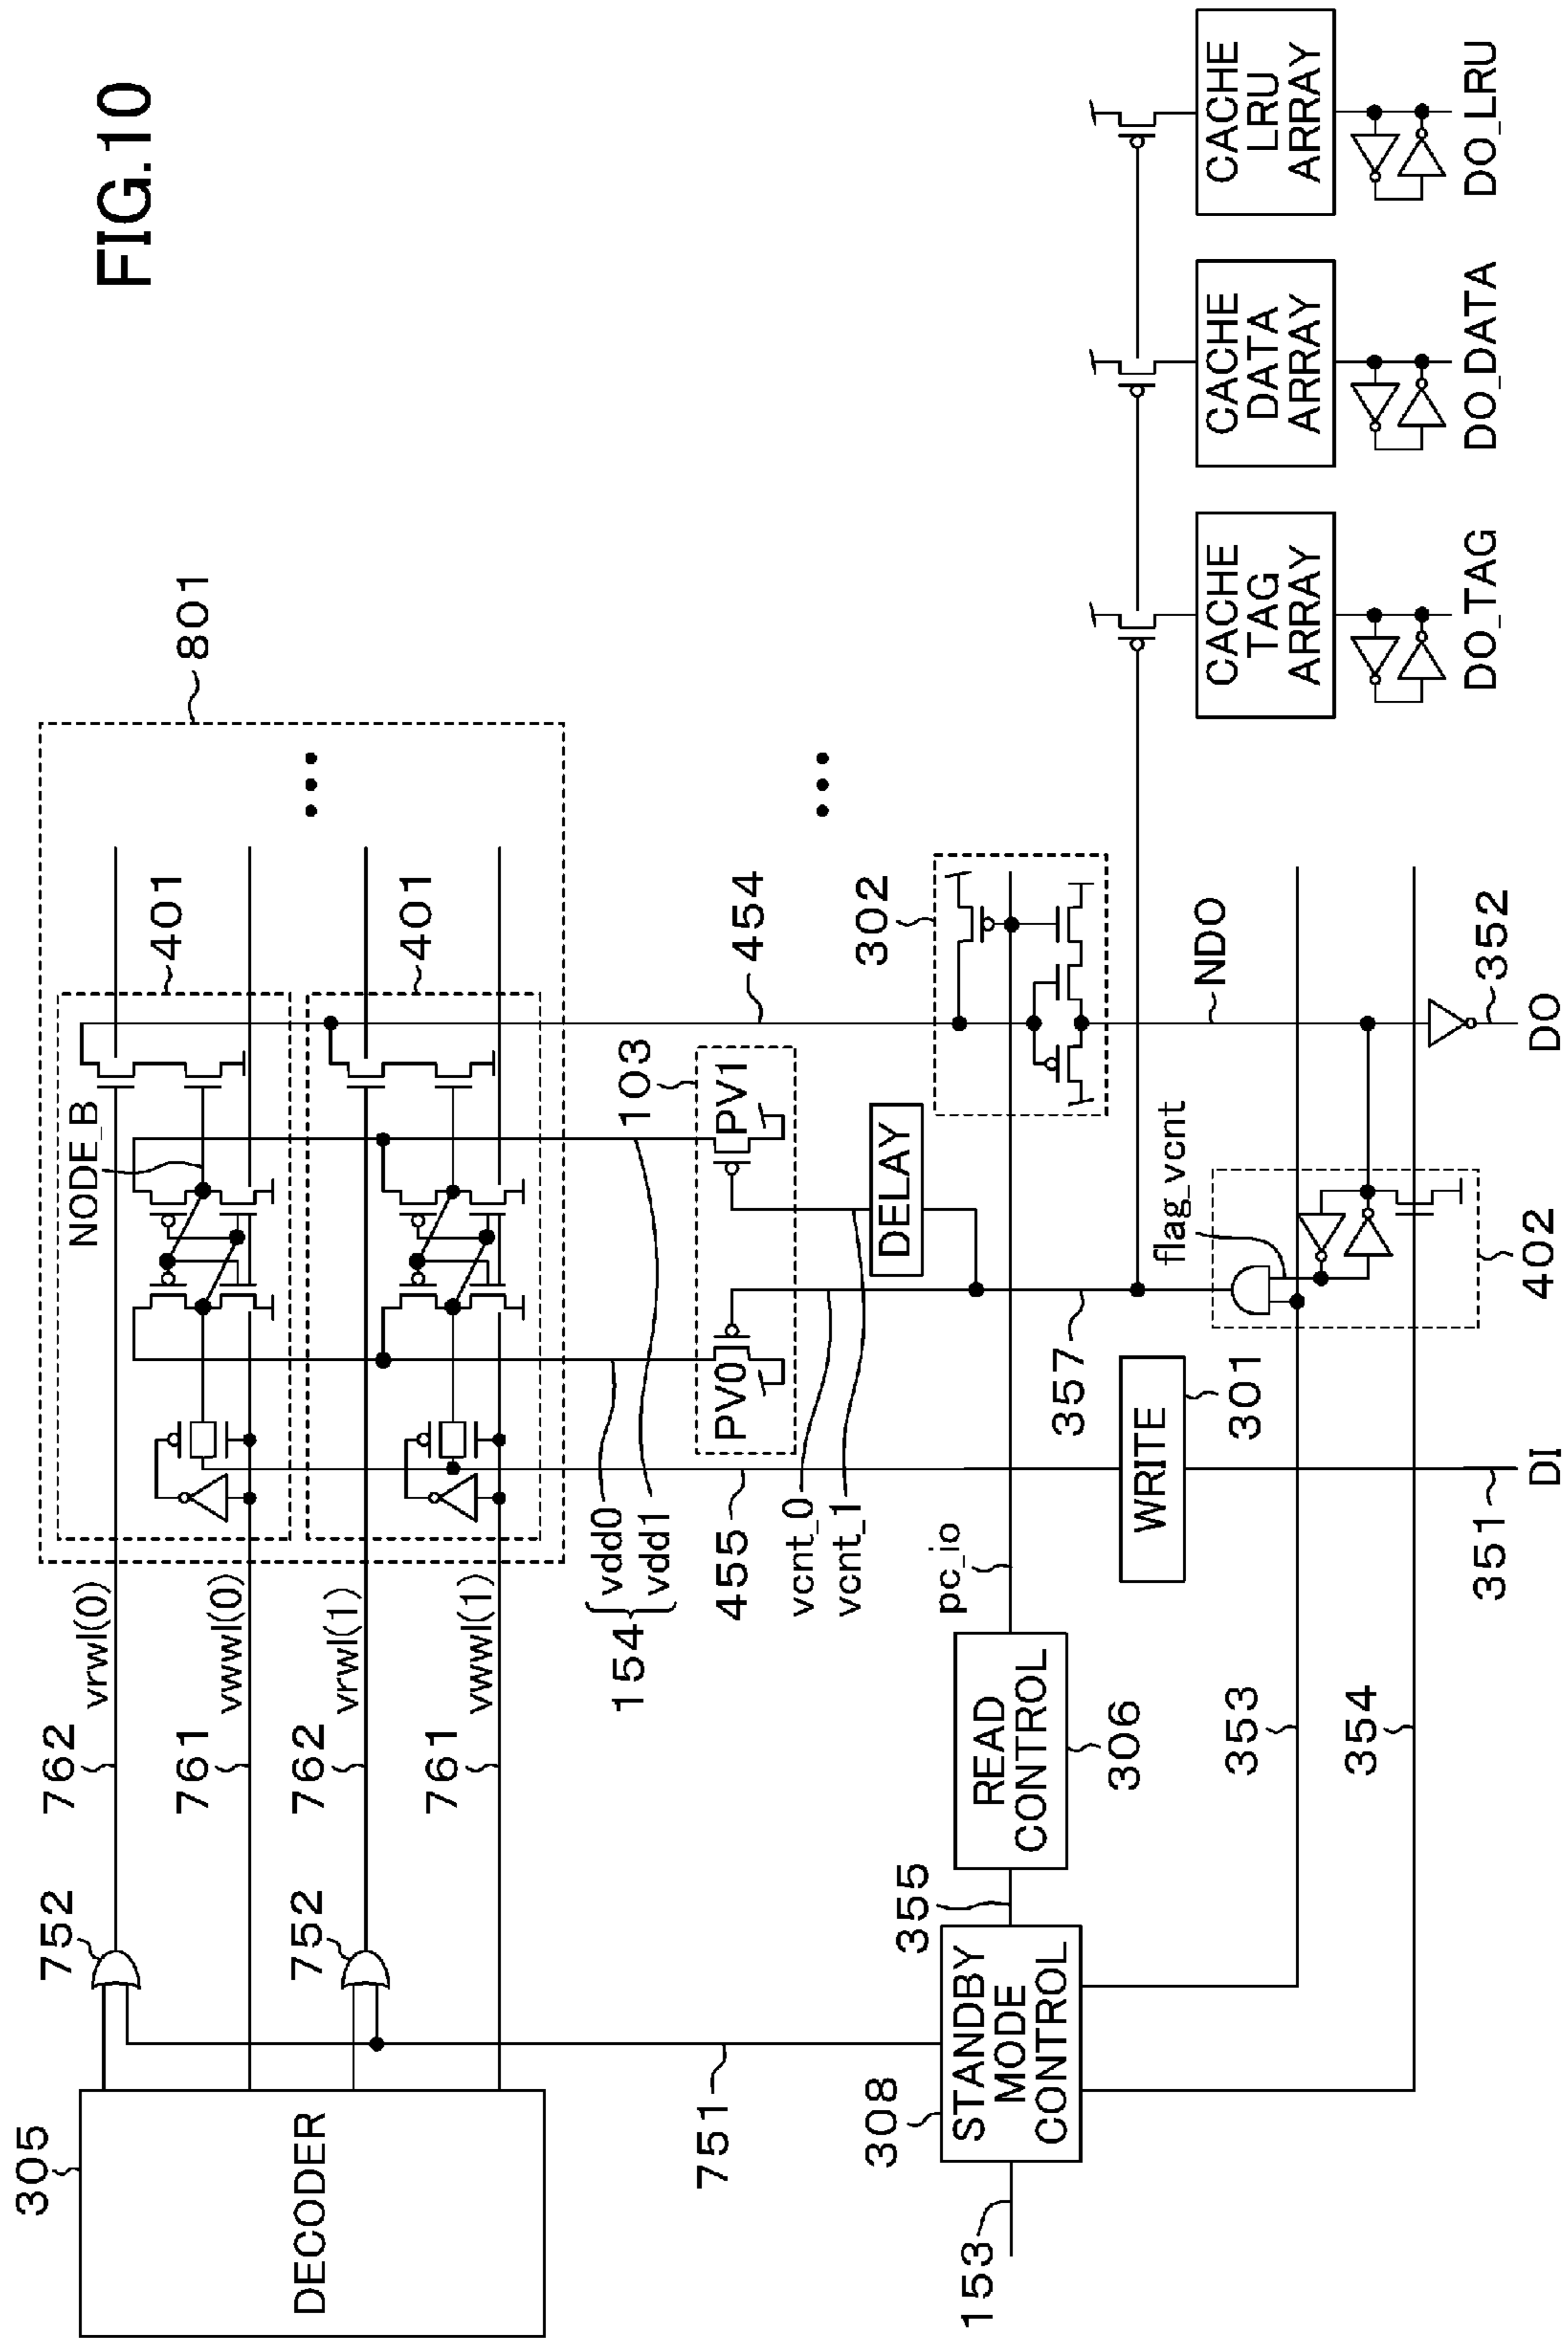 FIG.10
305
DECODER
752
762
vrwl(0)
761
vwwl(0)
752
762
vrwl(1)
761
vwwl(1)
801
401
NODE_B
401
751
154
vdd0
vdd1
455
103
PV0
PV1
454
vcnt_0
vcnt_1
DELAY
302
308
STANDBY
MODE
CONTROL
153
355
READ
CONTROL
306
pc_io
357
WRITE
301
flag_vcnt
NDO
353
354
402
351
DI
352
DO
CACHE
TAG
ARRAY
DO_TAG
CACHE
DATA
ARRAY
DO_DATA
CACHE
LRU
ARRAY
DO_LRU